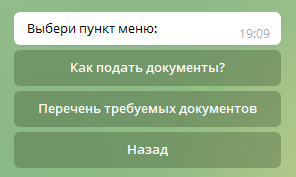 Выбери пункт меню:
19:09
Как подать документы?
Перечень требуемых документов
Назад